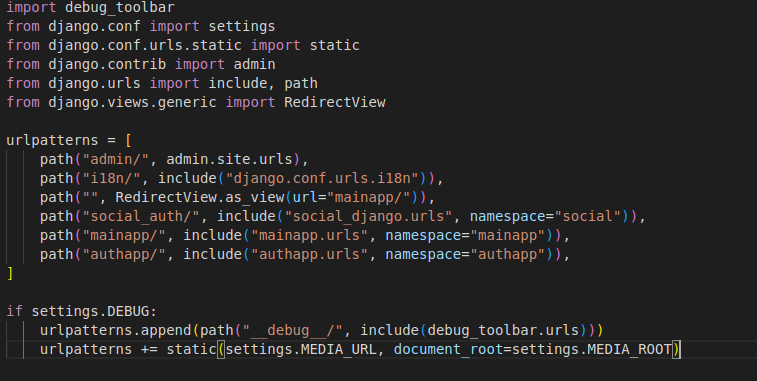 import debug_toolbar
from django.conf import settings
from django.conf.urls.static import static
from django.contrib import admin
from django.urls import include, path
from django.views.generic import RedirectView

urlpatterns = [
    path("admin/", admin.site.urls),
    path("i18n/", include("django.conf.urls.i18n")),
    path("", RedirectView.as_view(url="mainapp/")),
    path("social_auth/", include("social_django.urls", namespace="social")),
    path("mainapp/", include("mainapp.urls", namespace="mainapp")),
    path("authapp/", include("authapp.urls", namespace="authapp")),
]

if settings.DEBUG:
    urlpatterns.append(path("__debug__/", include(debug_toolbar.urls)))
    urlpatterns += static(settings.MEDIA_URL, document_root=settings.MEDIA_ROOT)